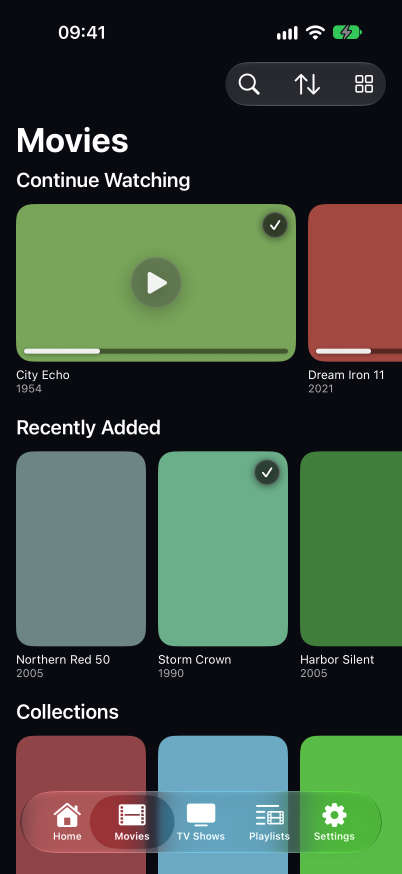 09:41
Movies
Continue Watching
City Echo
1954
Dream Iron 11
2021
Recently Added
Northern Red 50
2005
Storm Crown
1990
Harbor Silent
2005
Collections
Home
Movies
TV Shows
Playlists
Settings